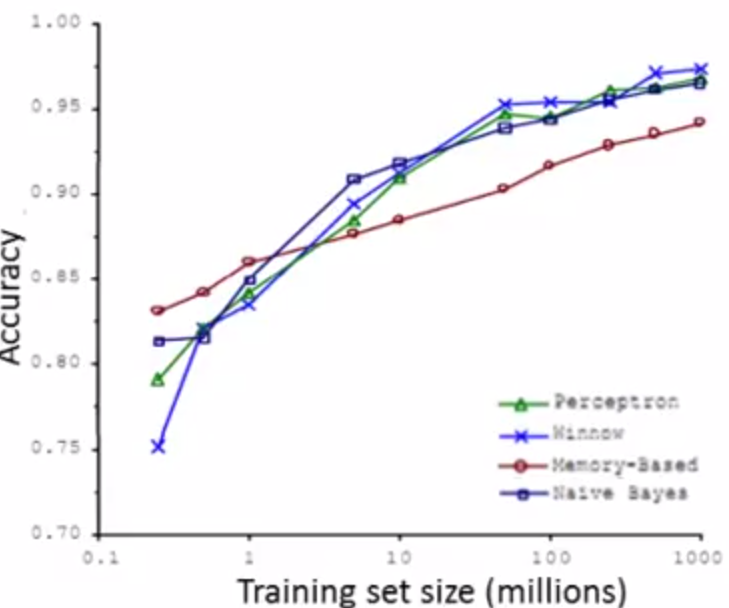 1.00
0.95
0.90
0.85
0.80
0.75
0.70
Accuracy
0.1
1
10
100
1000
Training set size (millions)
Perceptron
Winnow
Memory-Based
Naive Bayes